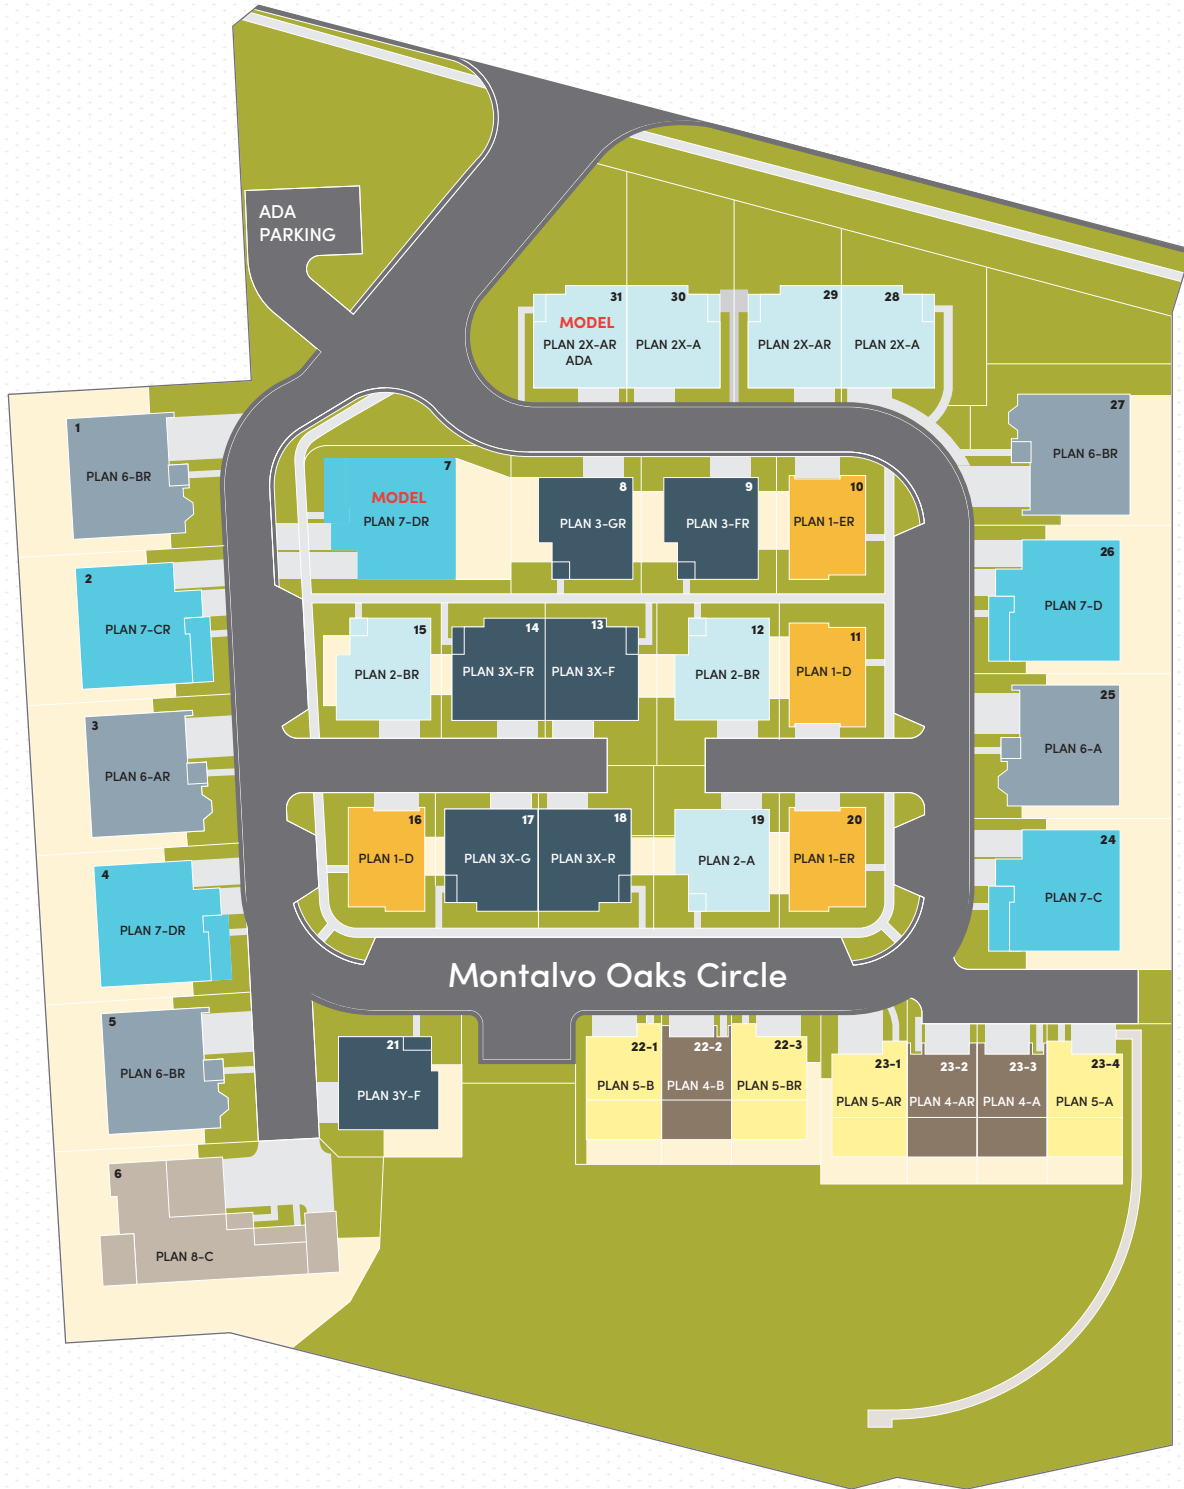 ADA
PARKING
31
MODEL
PLAN 2X-AR
ADA
30
PLAN 2X-A
29
PLAN 2X-AR
28
PLAN 2X-A
1
PLAN 6-BR
27
PLAN 6-BR
7
MODEL
PLAN 7-DR
8
PLAN 3-GR
9
PLAN 3-FR
10
PLAN 1-ER
2
PLAN 7-CR
26
PLAN 7-D
15
PLAN 2-BR
14
PLAN 3X-FR
13
PLAN 3X-F
12
PLAN 2-BR
11
PLAN 1-D
3
PLAN 6-AR
25
PLAN 6-A
16
PLAN 1-D
17
PLAN 3X-G
18
PLAN 3X-R
19
PLAN 2-A
20
PLAN 1-ER
4
PLAN 7-DR
24
PLAN 7-C
Montalvo Oaks Circle
5
PLAN 6-BR
21
PLAN 3Y-F
22-1
PLAN 5-B
22-2
PLAN 4-B
22-3
PLAN 5-BR
23-1
PLAN 5-AR
23-2
PLAN 4-AR
23-3
PLAN 4-A
23-4
PLAN 5-A
6
PLAN 8-C